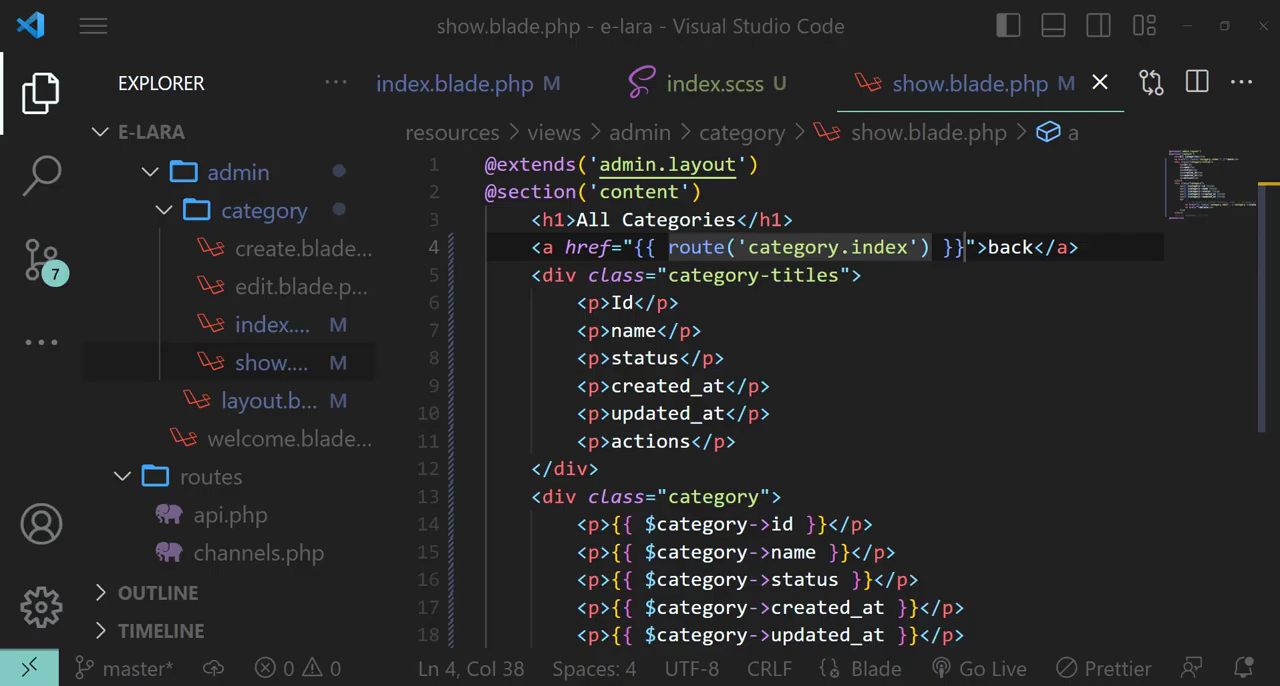 show.blade.php - e-lara - Visual Studio Code
EXPLORER
index.blade.php M
index.scss U
show.blade.php M
E-LARA
resources > views > admin > category > show.blade.php > a
admin
category
create.blade...
edit.blade.p...
index.... M
show.... M
layout.b... M
welcome.blade...
routes
api.php
channels.php
OUTLINE
TIMELINE
7
1 @extends('admin.layout')
2 @section('content')
3 <h1>All Categories</h1>
4 <a href="{{ route('category.index') }}">back</a>
5 <div class="category-titles">
6 <p>Id</p>
7 <p>name</p>
8 <p>status</p>
9 <p>created_at</p>
10 <p>updated_at</p>
11 <p>actions</p>
12 </div>
13 <div class="category">
14 <p>{{ $category->id }}</p>
15 <p>{{ $category->name }}</p>
16 <p>{{ $category->status }}</p>
17 <p>{{ $category->created_at }}</p>
18 <p>{{ $category->updated_at }}</p>
master* 0 0 Ln 4, Col 38 Spaces: 4 UTF-8 CRLF Blade Go Live Prettier